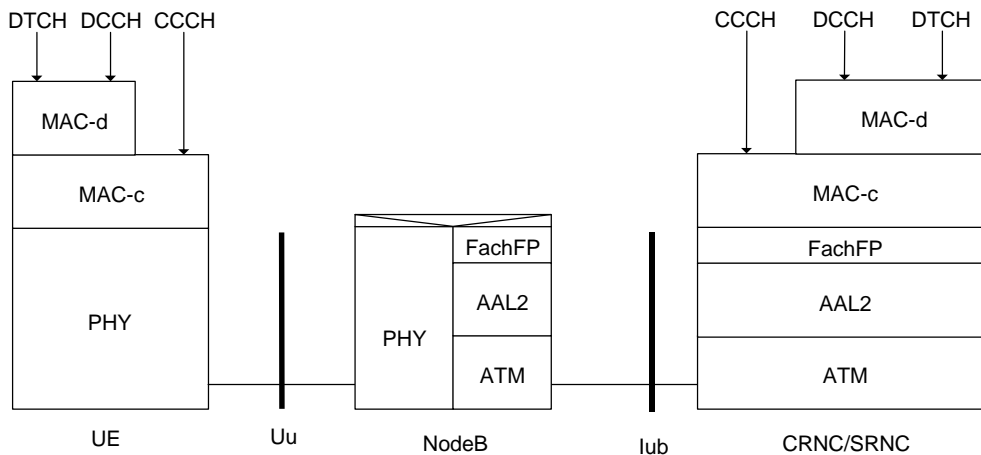 DTCH DCCH CCCH
CCCH DCCH DTCH
MAC-d
MAC-d
MAC-c
MAC-c
FachFP
FachFP
PHY
PHY
AAL2
AAL2
ATM
ATM
UE
Uu
NodeB
Iub
CRNC/SRNC